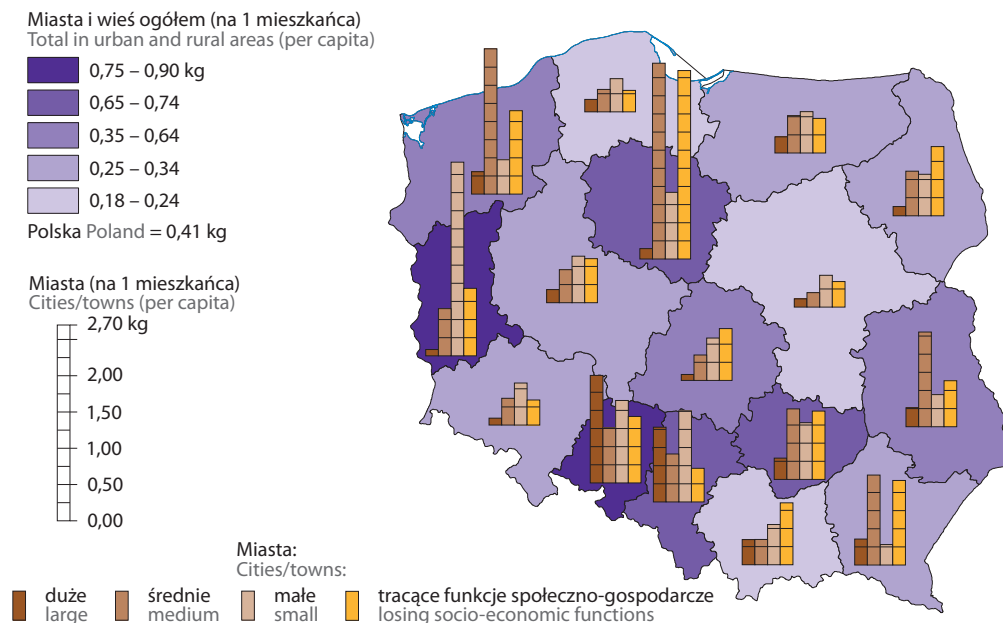 Miasta i wieś ogółem (na 1 mieszkańca)
Total in urban and rural areas (per capita)
0,75 – 0,90 kg
0,65 – 0,74
0,35 – 0,64
0,25 – 0,34
0,18 – 0,24
Polska Poland = 0,41 kg
Miasta (na 1 mieszkańca)
Cities/towns (per capita)
2,70 kg
2,00
1,50
1,00
0,50
0,00
Miasta:
Cities/towns:
duże
large
średnie
medium
małe
small
tracące funkcje społeczno-gospodarcze
losing socio-economic functions